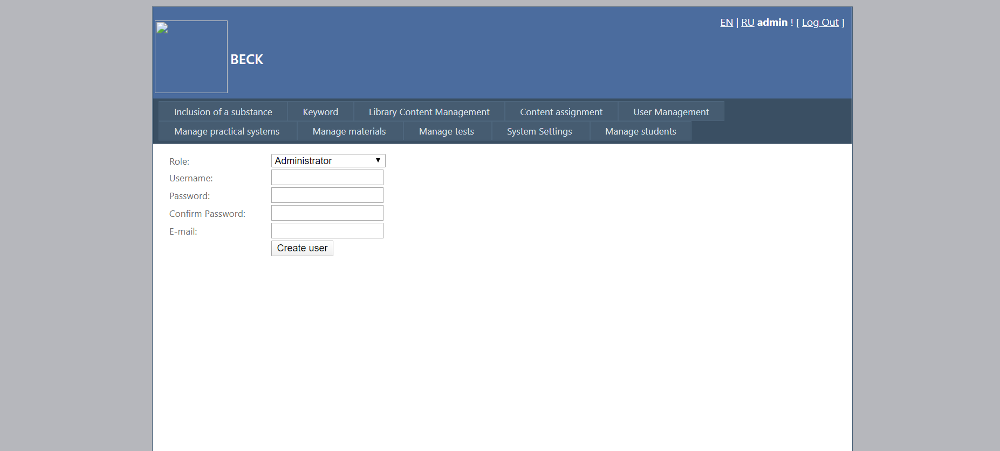 EN | RU admin ! [ Log Out ]
BECK
Inclusion of a substance Keyword Library Content Management Content assignment User Management
Manage practical systems Manage materials Manage tests System Settings Manage students
Role: Administrator
Username:
Password:
Confirm Password:
E-mail:
Create user